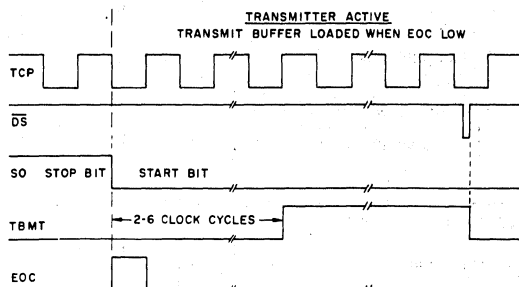 TRANSMITTER ACTIVE
TRANSMIT BUFFER LOADED WHEN EOC LOW
TCP
DS
SO STOP BIT START BIT
2-6 CLOCK CYCLES
TBMT
EOC